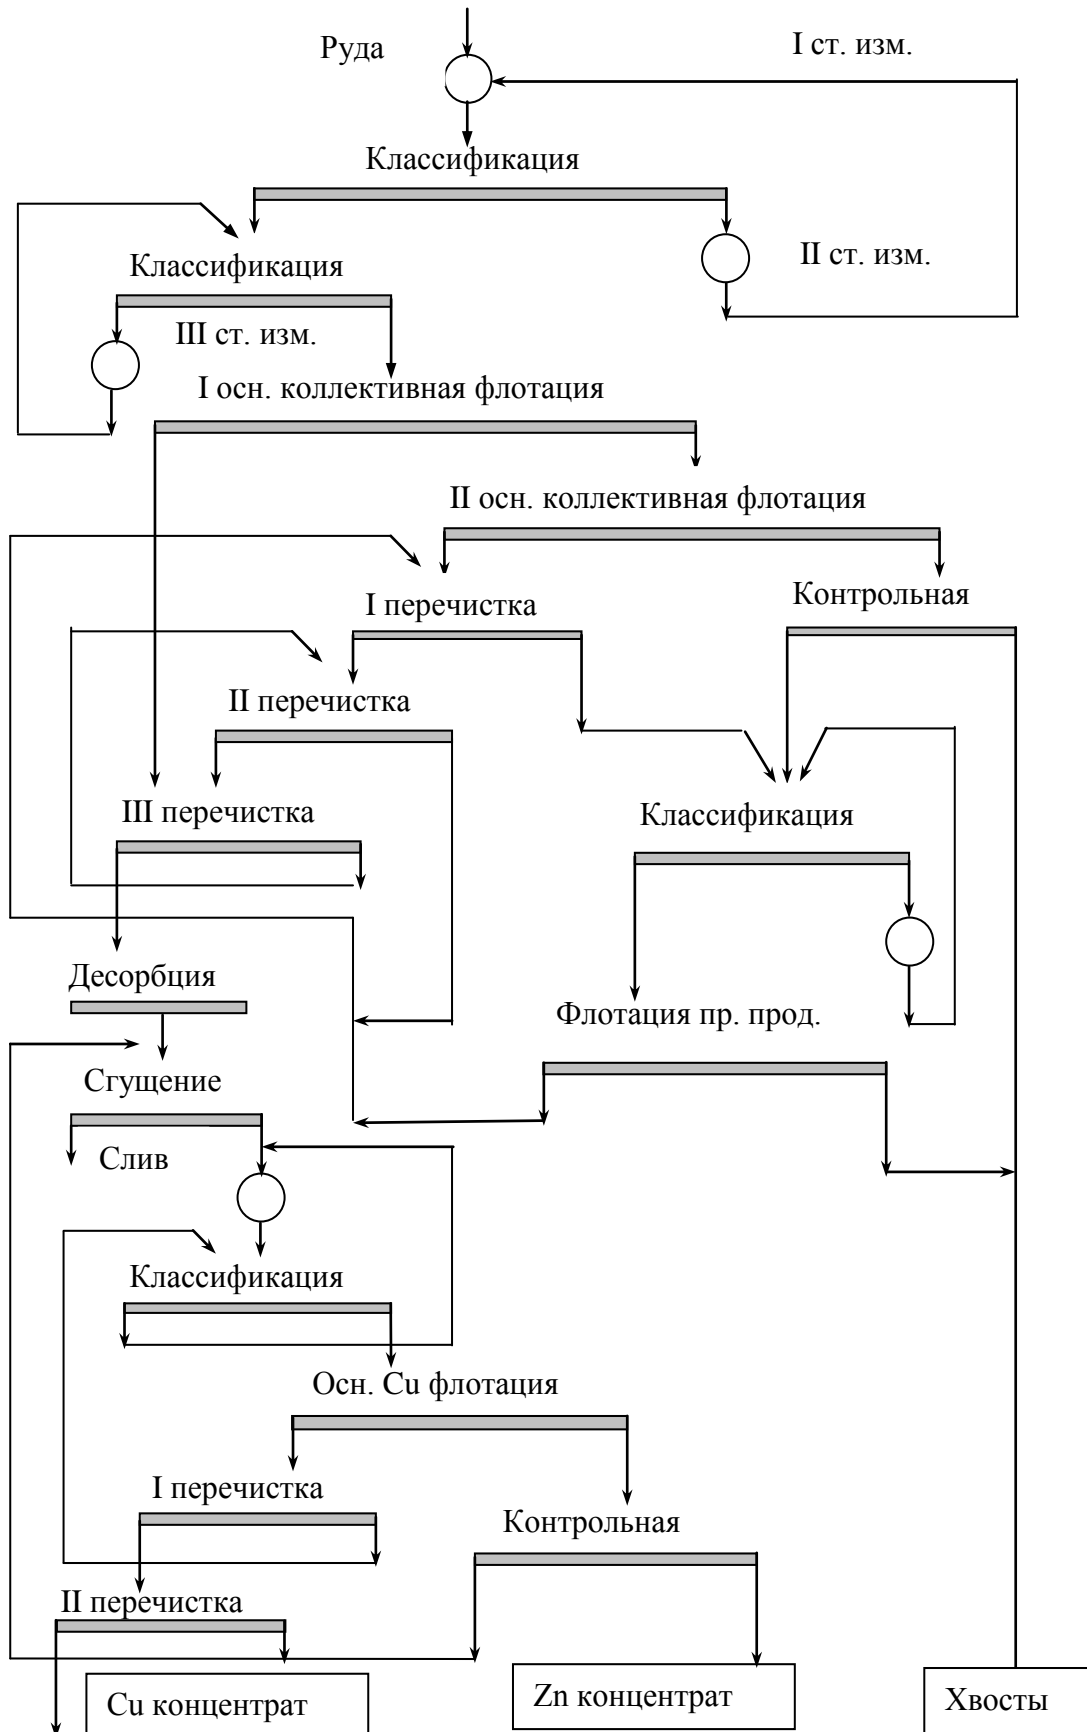 Руда
I ст. изм.
Классификация
II ст. изм.
Классификация
III ст. изм.
I осн. коллективная флотация
II осн. коллективная флотация
I перечистка
Контрольная
II перечистка
III перечистка
Классификация
Десорбция
Флотация пр. прод.
Сгущение
Слив
Классификация
Осн. Cu флотация
I перечистка
Контрольная
II перечистка
Cu концентрат
Zn концентрат
Хвосты